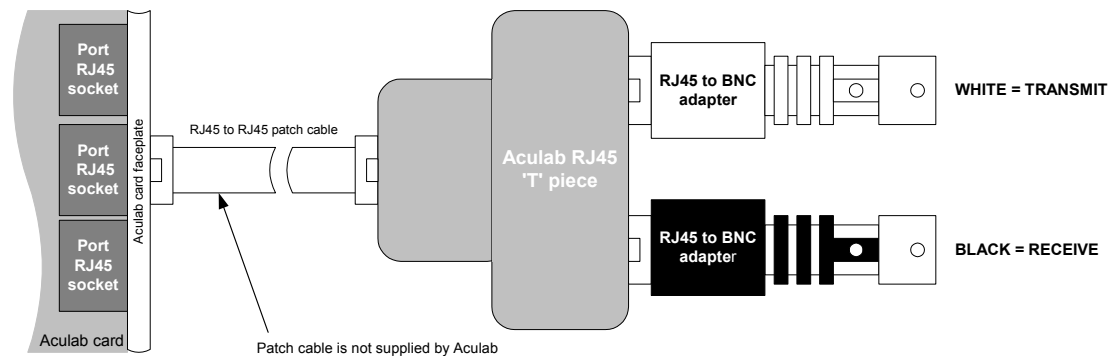 Port
RJ45
socket
Port
RJ45
socket
Port
RJ45
socket
Aculab card
Aculab card faceplate
RJ45 to RJ45 patch cable
Patch cable is not supplied by Aculab
Aculab RJ45
'T' piece
RJ45 to BNC
adapter
WHITE = TRANSMIT
RJ45 to BNC
adapter
BLACK = RECEIVE